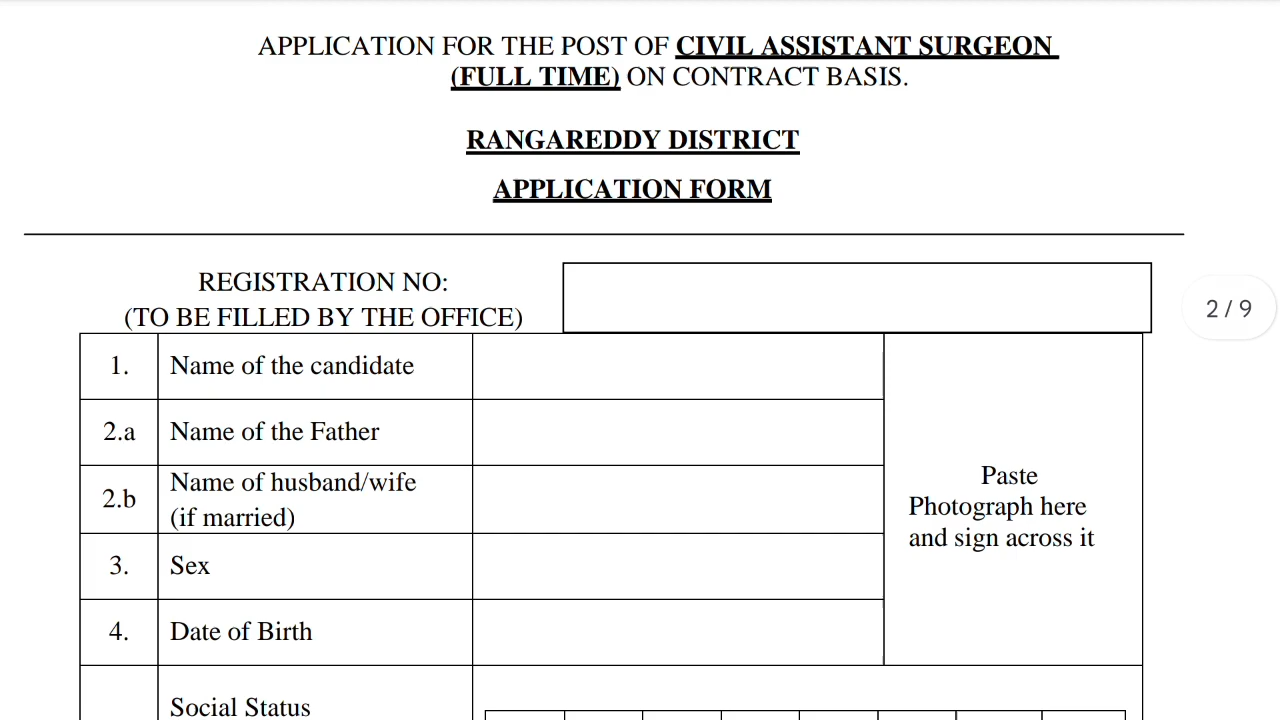 APPLICATION FOR THE POST OF CIVIL ASSISTANT SURGEON
(FULL TIME) ON CONTRACT BASIS.
RANGAREDDY DISTRICT
APPLICATION FORM
REGISTRATION NO:
(TO BE FILLED BY THE OFFICE)
2 / 9
1. Name of the candidate
2.a Name of the Father
2.b Name of husband/wife
(if married)
3. Sex
4. Date of Birth
Paste
Photograph here
and sign across it
Social Status